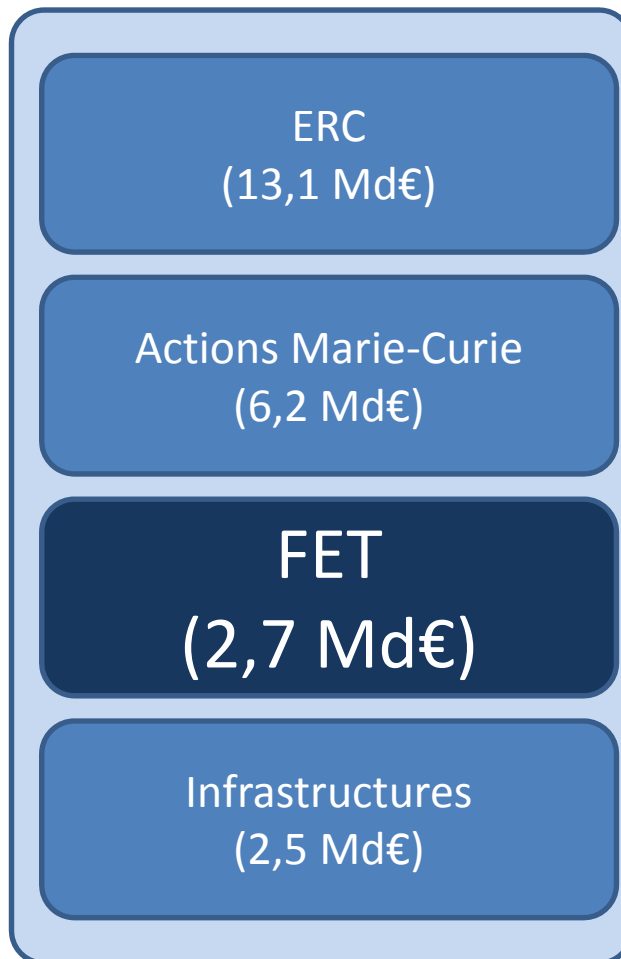 ERC
(13,1 Md€)
Actions Marie-Curie
(6,2 Md€)
FET
(2,7 Md€)
Infrastructures
(2,5 Md€)